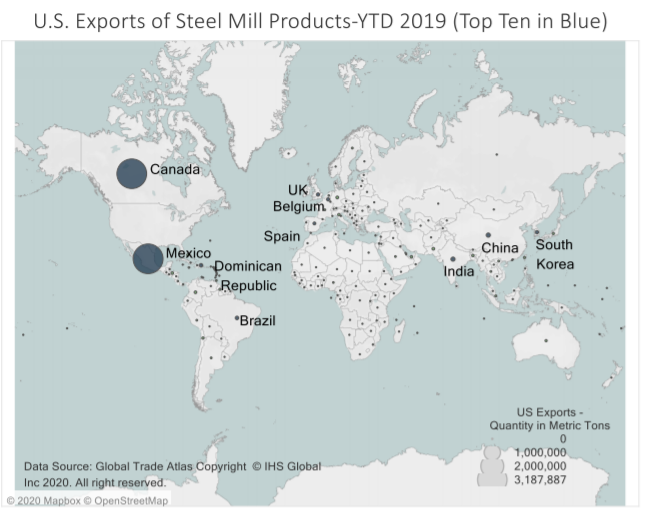 U.S. Exports of Steel Mill Products-YTD 2019 (Top Ten in Blue)
Canada
UK
Belgium
Spain
Mexico
Dominican
Republic
Brazil
China
South
Korea
India
US Exports -
Quantity in Metric Tons
0
1,000,000
2,000,000
3,187,887
Data Source: Global Trade Atlas Copyright © IHS Global
Inc 2020. All right reserved.
© 2020 Mapbox © OpenStreetMap